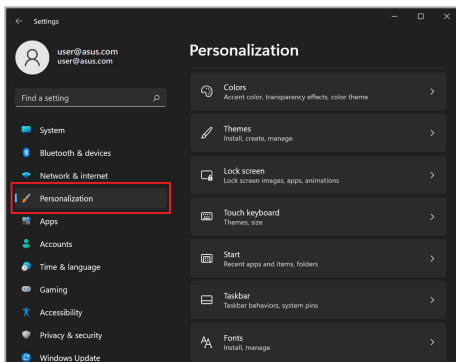 Settings
user@asus.com
user@asus.com
Find a setting
System
Bluetooth & devices
Network & internet
Personalization
Apps
Accounts
Time & language
Gaming
Accessibility
Privacy & security
Windows Update
Personalization
Colors
Accent color, transparency effects, color theme
Themes
Install, create, manage
Lock screen
Lock screen images, apps, animations
Touch keyboard
Themes, size
Start
Recent apps and items, folders
Taskbar
Taskbar behaviors, system pins
Fonts
Install, manage